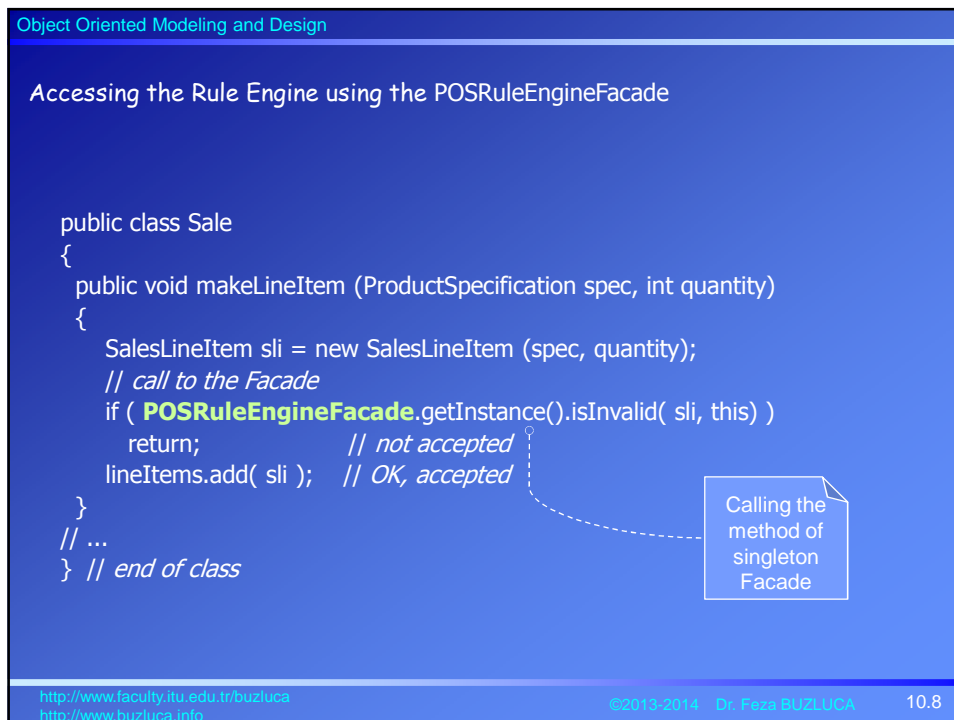 Object Oriented Modeling and Design
Accessing the Rule Engine using the POSRuleEngineFacade
public class Sale
{
public void makeLineItem (ProductSpecification spec, int quantity)
{
SalesLineItem sli = new SalesLineItem (spec, quantity);
// call to the Facade
if ( POSRuleEngineFacade.getInstance().isInvalid( sli, this) )
return; // not accepted
lineItems.add( sli ); // OK, accepted
}
// ...
} // end of class
Calling the
method of
singleton
Facade
http://www.faculty.itu.edu.tr/buzluca
http://www.buzluca.info
©2013-2014 Dr. Feza BUZLUCA 10.8